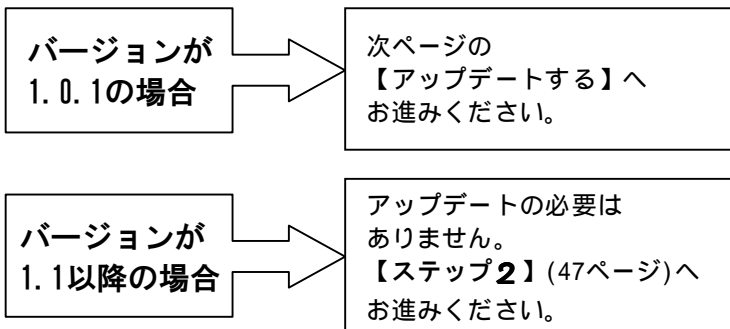 バージョンが
1.0.1の場合
次ページの
【アップデートする】へ
お進みください。
バージョンが
1.1以降の場合
アップデートの必要は
ありません。
【ステップ2】(47ページ)へ
お進みください。